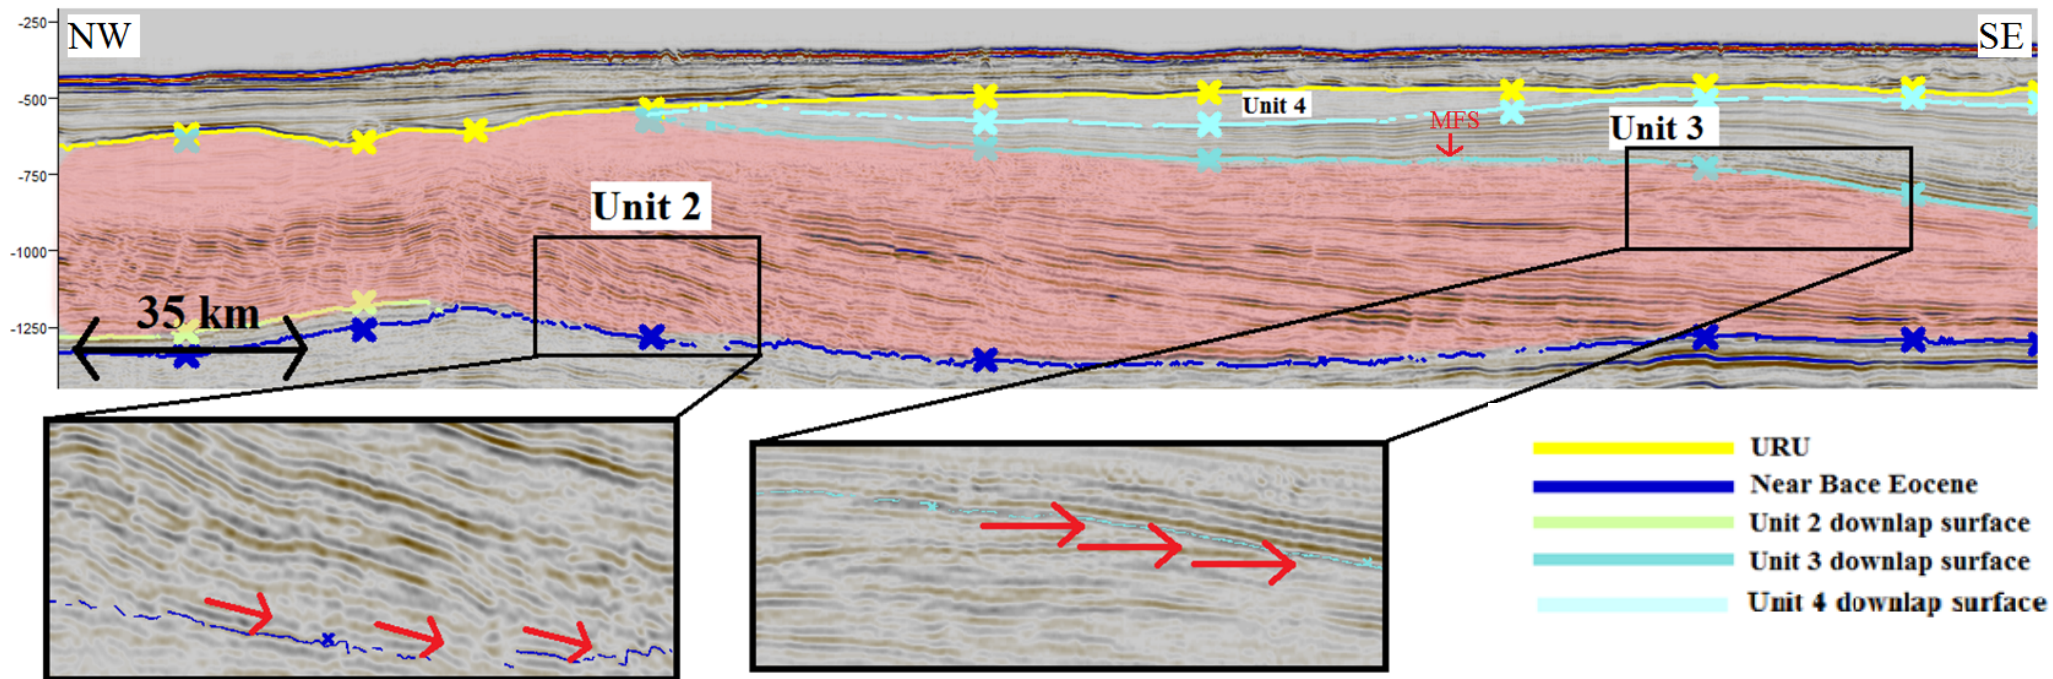 -250
NW
SE
-500
Unit 4
MFS
Unit 3
-750
Unit 2
-1000
35 km
-1250
URU
Near Bace Eocene
Unit 2 downlap surface
Unit 3 downlap surface
Unit 4 downlap surface